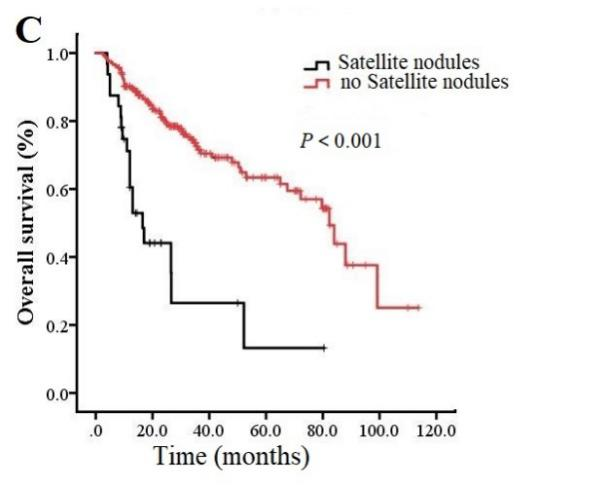 C
Satellite nodules
no Satellite nodules
P < 0.001
Overall survival (%)
1.0
0.8
0.6
0.4
0.2
0.0
.0 20.0 40.0 60.0 80.0 100.0 120.0
Time (months)